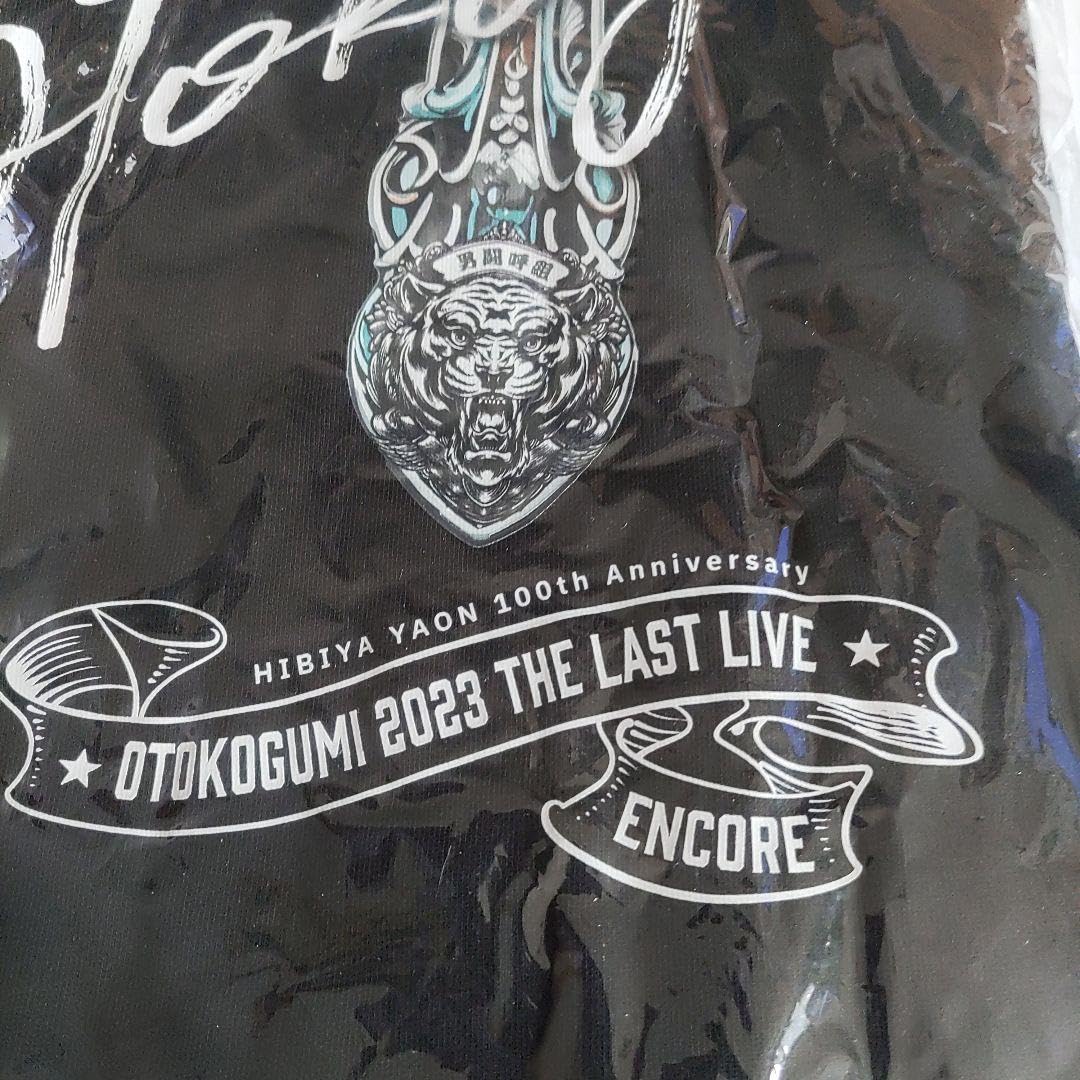 男闘呼組
HIBIYA YAON 100th Anniversary
★ OTOKOGUMI 2023 THE LAST LIVE ★
ENCORE